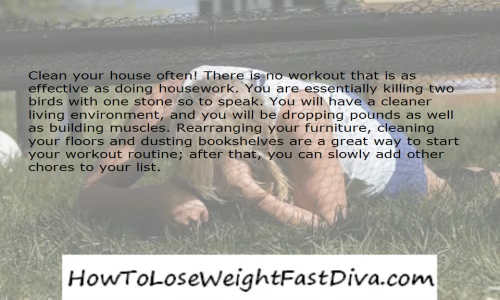 Clean your house often! There is no workout that is as
effective as doing housework. You are essentially killing two
birds with one stone so to speak. You will have a cleaner
living environment, and you will be dropping pounds as well
as building muscles. Rearranging your furniture, cleaning
your floors and dusting bookshelves are a great way to start
your workout routine; after that, you can slowly add other
chores to your list.
HowToLoseWeightFastDiva.com